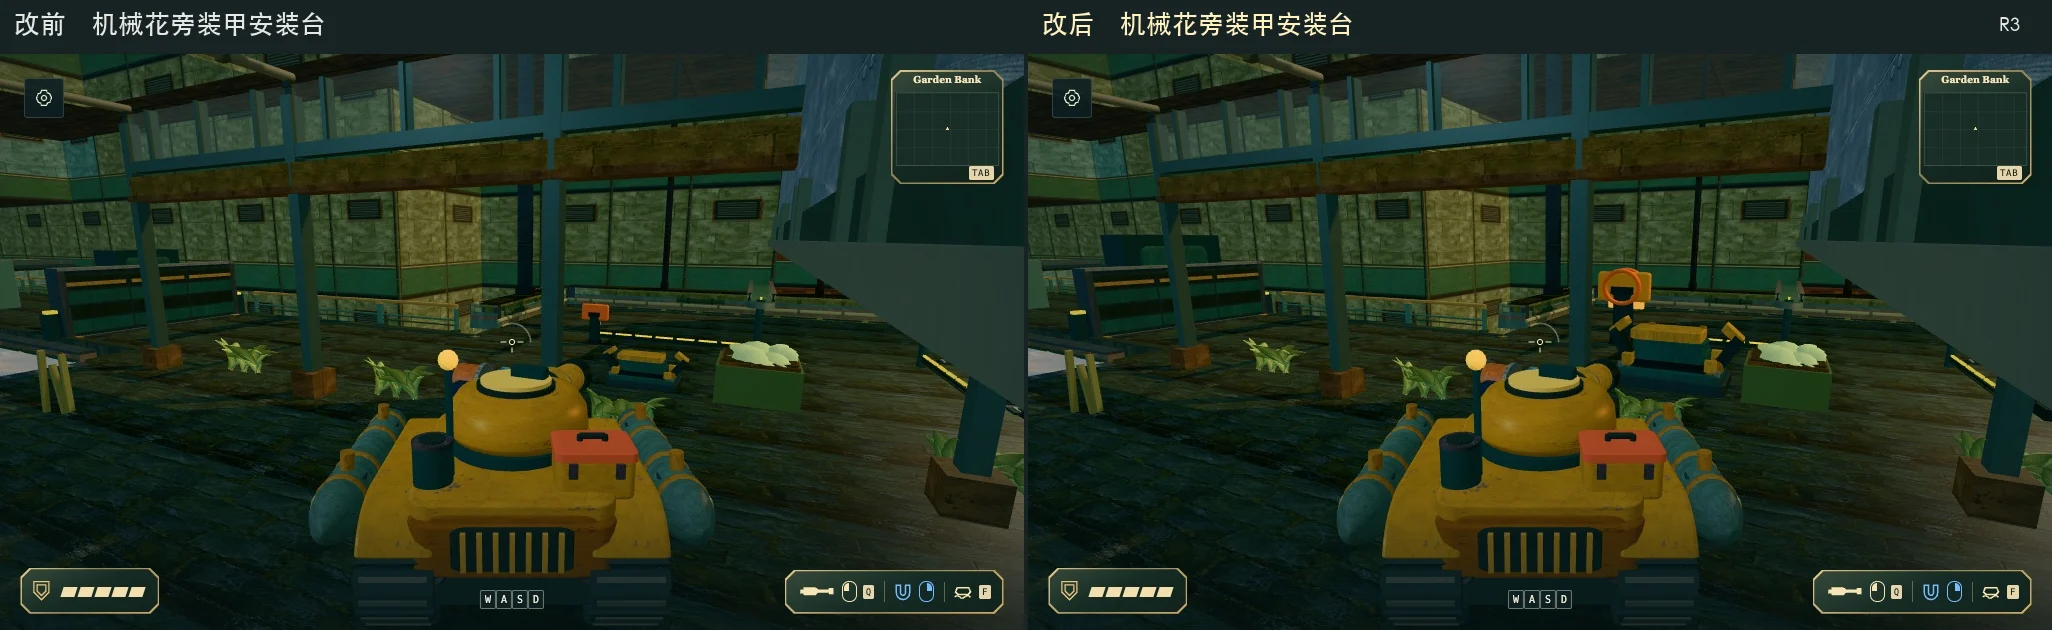 改前 机械花旁装甲安装台
改后 机械花旁装甲安装台
R3
Garden Bank
TAB
Q
F
W A S D
Garden Bank
TAB
Q
F
W A S D